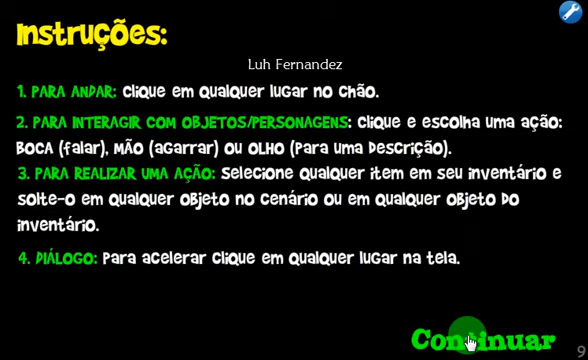 Instruções:
Luh Fernandez
1. PARA ANDAR: Clique em qualquer lugar no chão.
2. PARA INTERAGIR COM OBJETOS/PERSONAGENS: clique e escolha uma ação:
BOCA (falar), MÃO (agarrar) ou OLHO (Para uma Descrição).
3. PARA REALIZAR UMA AÇÃO: Selecione qualquer item em seu inventário e
solte-o em qualquer objeto no cenário ou em qualquer objeto do
inventário.
4. DIÁLOGO: Para acelerar clique em qualquer lugar na tela.
Continuar
9